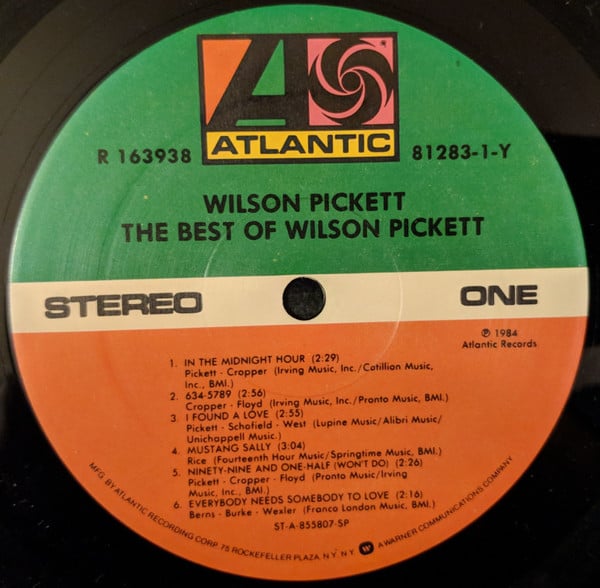 ATLANTIC
R 163938
81283-1-Y
WILSON PICKETT
THE BEST OF WILSON PICKETT
STEREO
ONE
℗ 1984
Atlantic Records
1. IN THE MIDNIGHT HOUR (2:29)
Pickett - Cropper (Irving Music, Inc./Cotillion Music,
Inc., BMI.)
2. 634-5789 (2:56)
Cropper - Floyd (Irving Music, Inc./Pronto Music, BMI.)
3. I FOUND A LOVE (2:55)
Pickett - Schofield - West (Lupine Music/Alibri Music/
Unichappell Music.)
4. MUSTANG SALLY (3:04)
Rice (Fourteenth Hour Music/Springtime Music, BMI.)
5. NINETY-NINE AND ONE-HALF (WON'T DO) (2:26)
Pickett - Cropper - Floyd (Pronto Music/Irving
Music, Inc., BMI.)
6. EVERYBODY NEEDS SOMEBODY TO LOVE (2:16)
Berns - Burke - Wexler (Franco London Music, BMI.)
ST-A-855807-SP
MFG. BY ATLANTIC RECORDING CORP. 75 ROCKEFELLER PLAZA, N.Y. N.Y. W A WARNER COMMUNICATIONS COMPANY